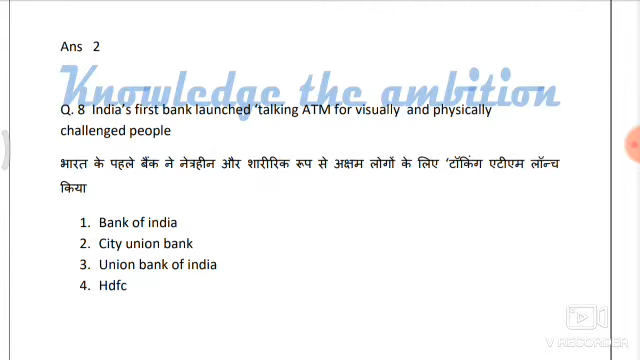 Ans 2
Knowledge the ambition
Q. 8 India's first bank launched 'talking ATM for visually and physically
challenged people
भारत के पहले बैंक ने नेत्रहीन और शारीरिक रूप से अक्षम लोगों के लिए 'टॉकिंग एटीएम लॉन्च
किया
1. Bank of india
2. City union bank
3. Union bank of india
4. Hdfc
V RECORDER